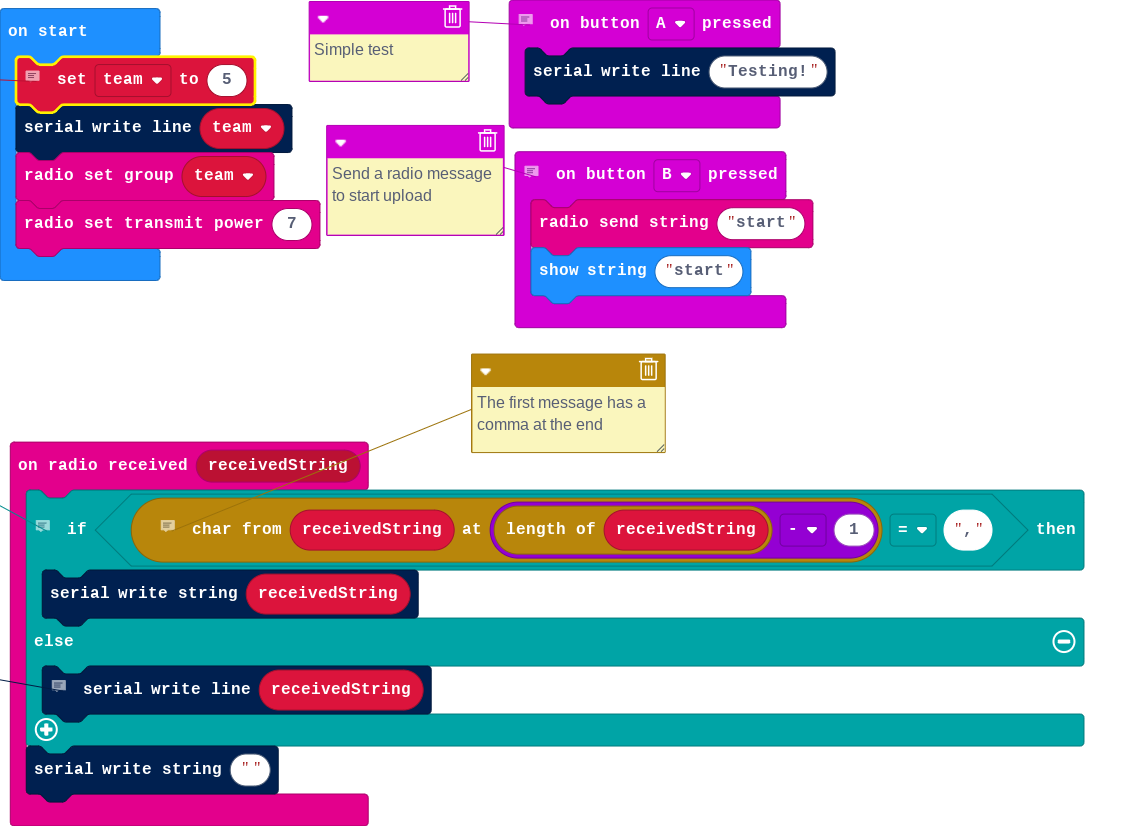 on start
set team to 5
serial write line team
radio set group team
radio set transmit power 7
Simple test
on button A pressed
serial write line "Testing!"
Send a radio message
to start upload
on button B pressed
radio send string "start"
show string "start"
The first message has a
comma at the end
on radio received receivedString
if char from receivedString at length of receivedString - 1 = "," then
serial write string receivedString
else
serial write line receivedString
serial write string " "